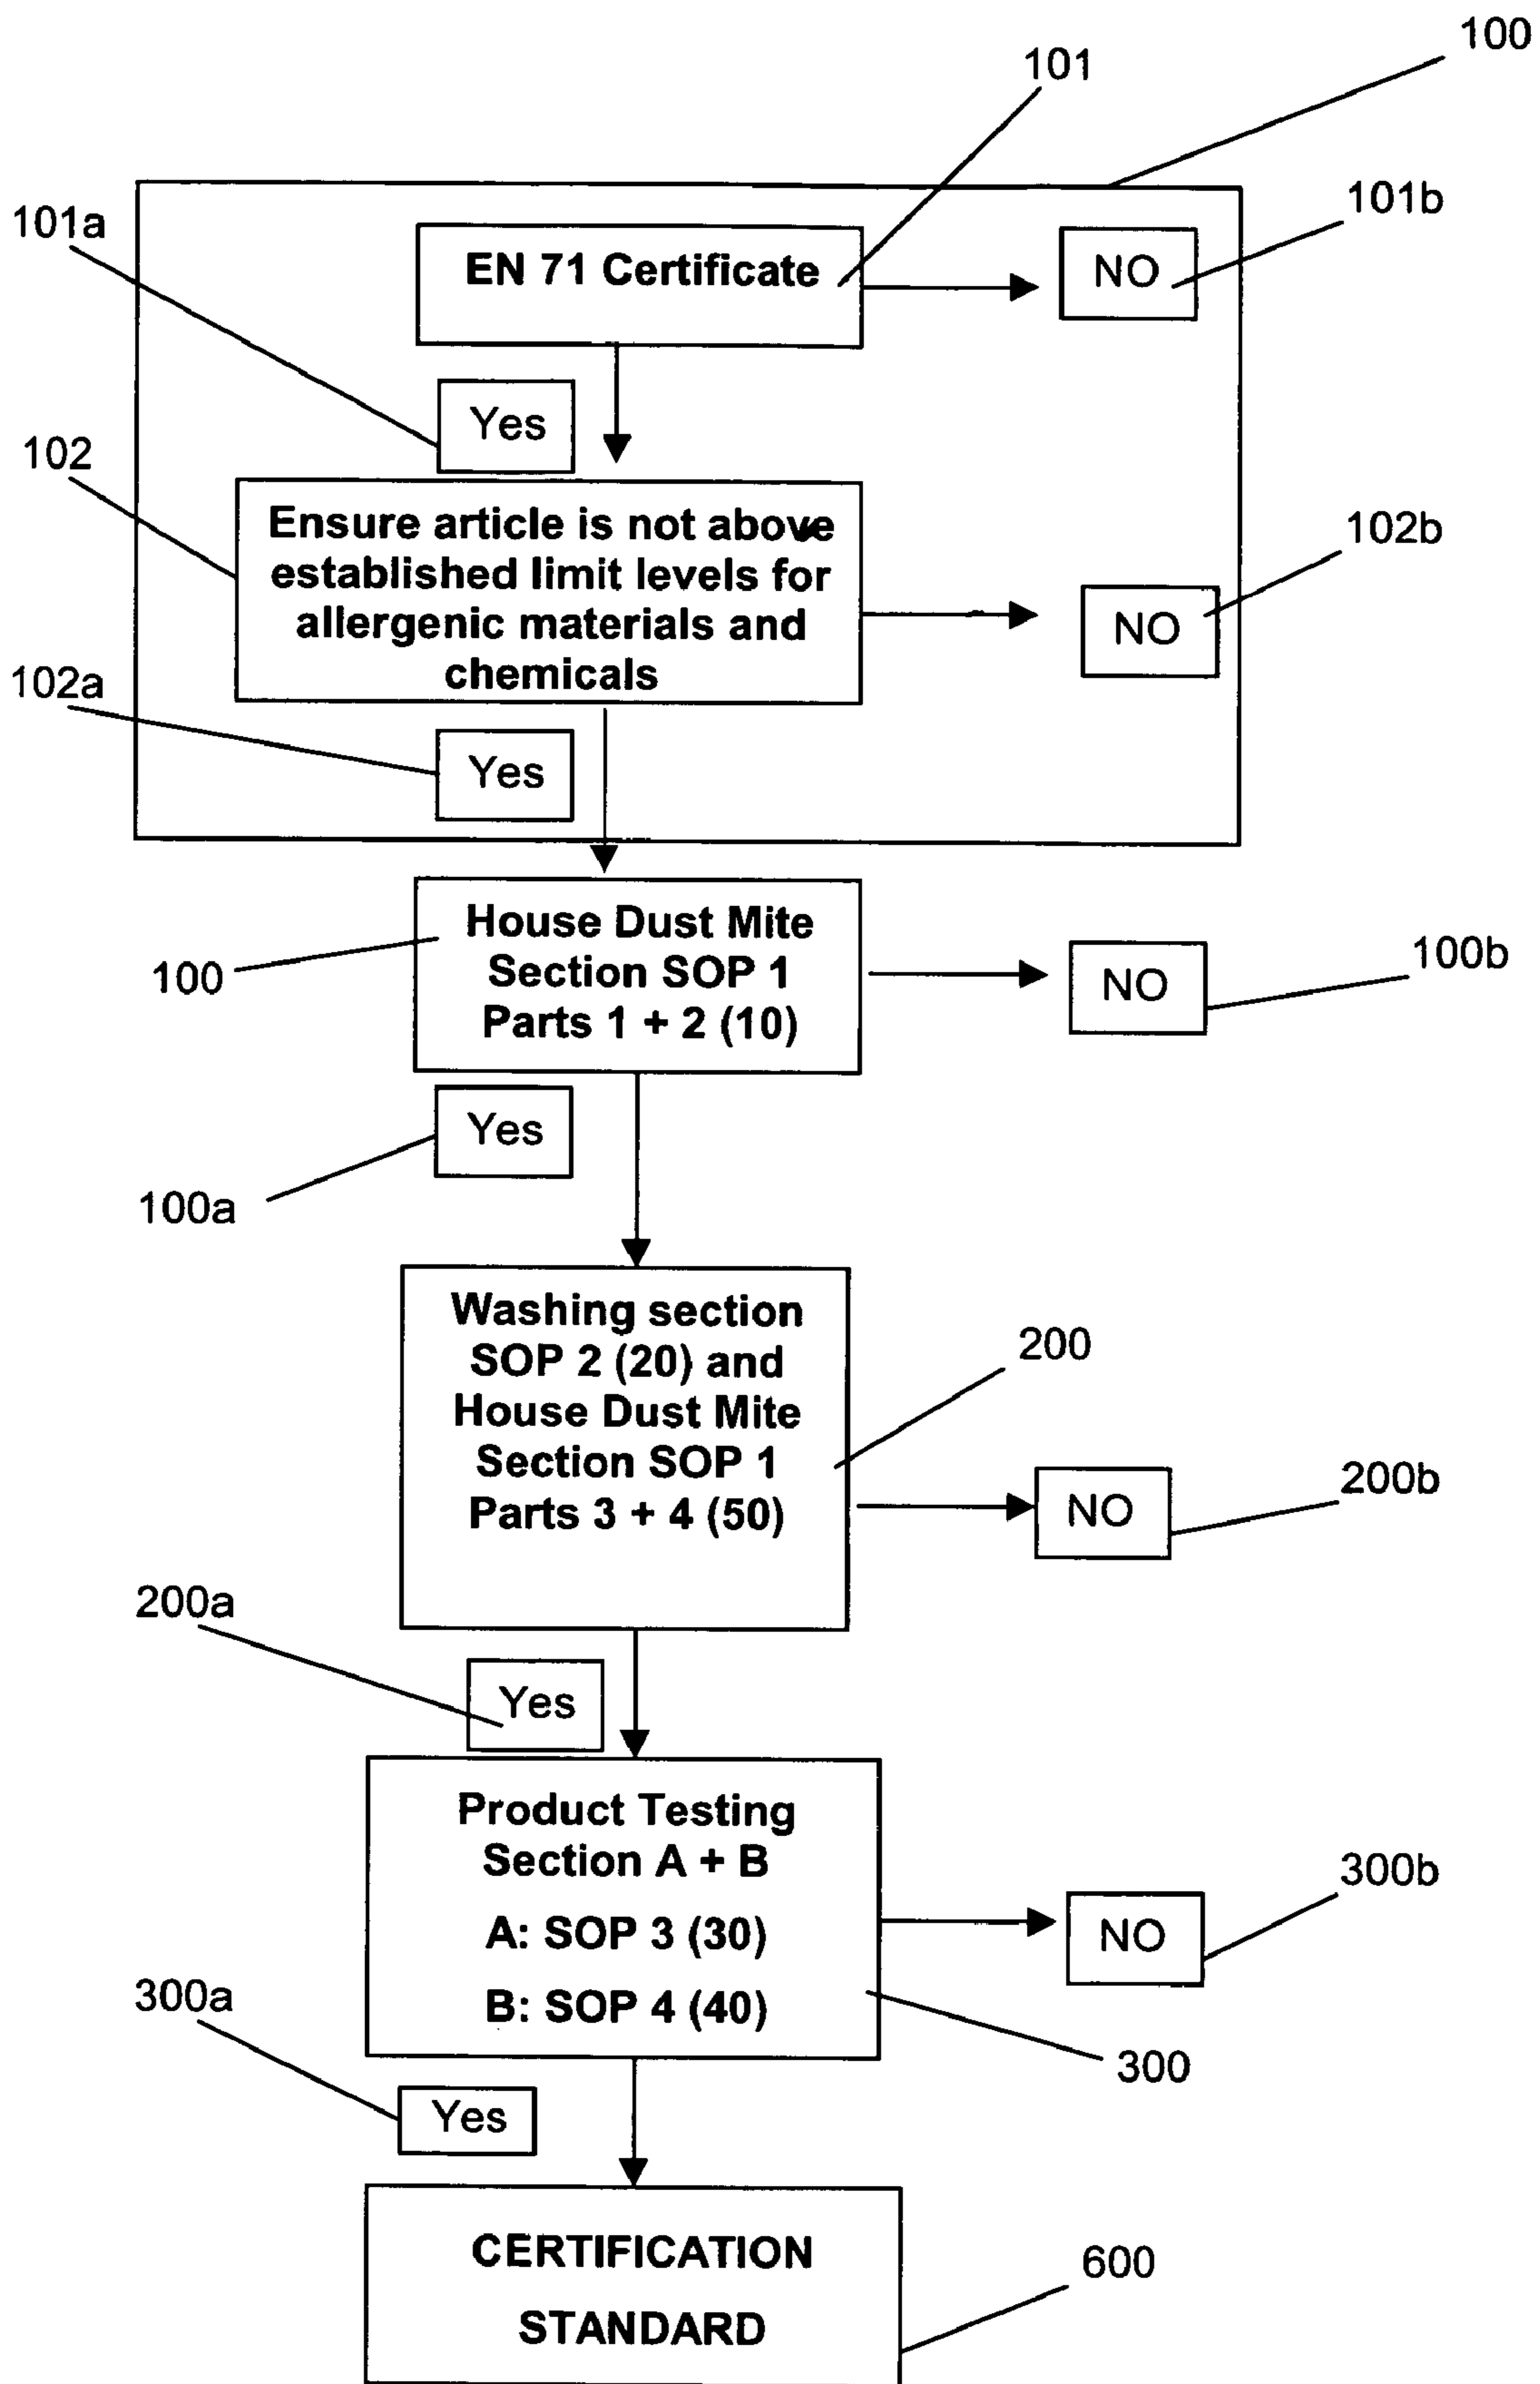 100
101
101b
101a
EN 71 Certificate
NO
Yes
102
Ensure article is not above
established limit levels for
allergenic materials and
chemicals
102b
NO
102a
Yes
House Dust Mite
Section SOP 1
Parts 1 + 2 (10)
100
NO
100b
Yes
100a
Washing section
SOP 2 (20) and
House Dust Mite
Section SOP 1
Parts 3 + 4 (50)
200
NO
200b
200a
Yes
Product Testing
Section A + B
A: SOP 3 (30)
B: SOP 4 (40)
300b
NO
300a
300
Yes
CERTIFICATION
STANDARD
600